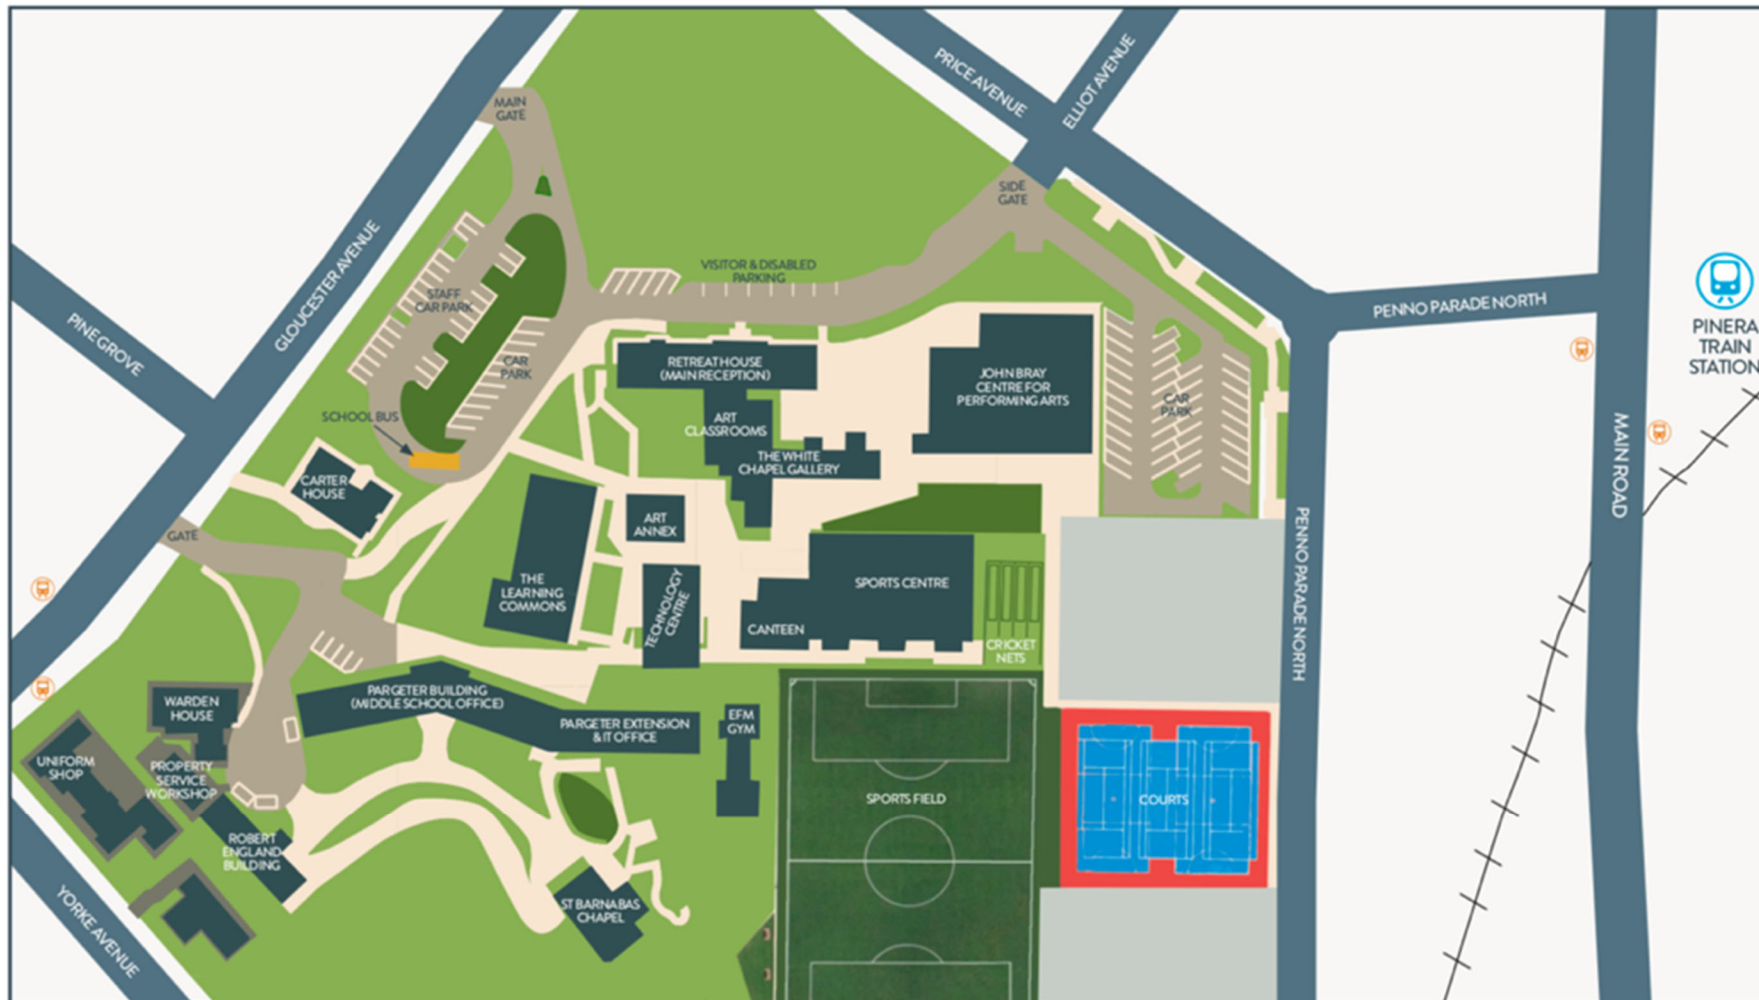 PRICE AVENUE
ELLIOT AVENUE
MAIN
GATE
SIDE
GATE
GLOUCESTER AVENUE
VISITOR & DISABLED
PARKING
STAFF
CAR PARK
PENNO PARADE NORTH
PINERA
TRAIN
STATION
PINE GROVE
CAR
PARK
RETREAT HOUSE
(MAIN RECEPTION)
JOHN BRAY
CENTRE FOR
PERFORMING ARTS
CAR
PARK
SCHOOL BUS
ART
CLASSROOMS
THE WHITE
CHAPEL GALLERY
MAIN ROAD
CARTER
HOUSE
ART
ANNEX
GATE
PENNO PARADE NORTH
THE
LEARNING
COMMONS
TECHNOLOGY
CENTRE
SPORTS CENTRE
CANTEEN
CRICKET
NETS
WARDEN
HOUSE
PARGETER BUILDING
(MIDDLE SCHOOL OFFICE)
PARGETER EXTENSION
& IT OFFICE
EFM
GYM
UNIFORM
SHOP
PROPERTY
SERVICE
WORKSHOP
SPORTS FIELD
COURTS
ROBERT
ENGLAND
BUILDING
ST BARNABAS
CHAPEL
YORKE AVENUE